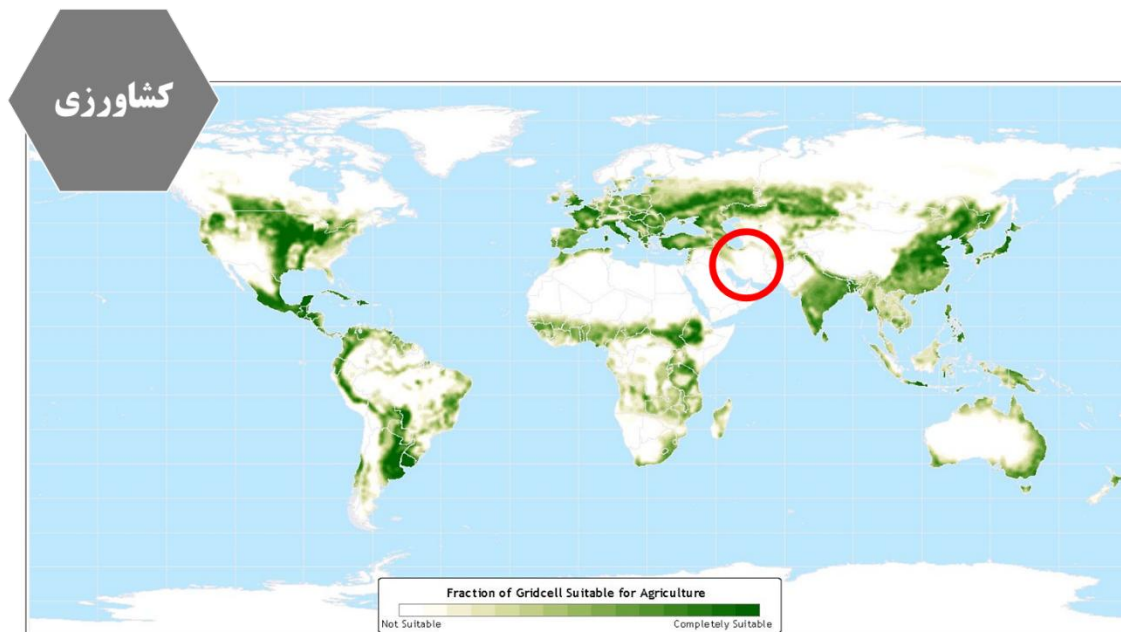 کشاورزی
Fraction of Gridcell Suitable for Agriculture
Not Suitable
Completely Suitable